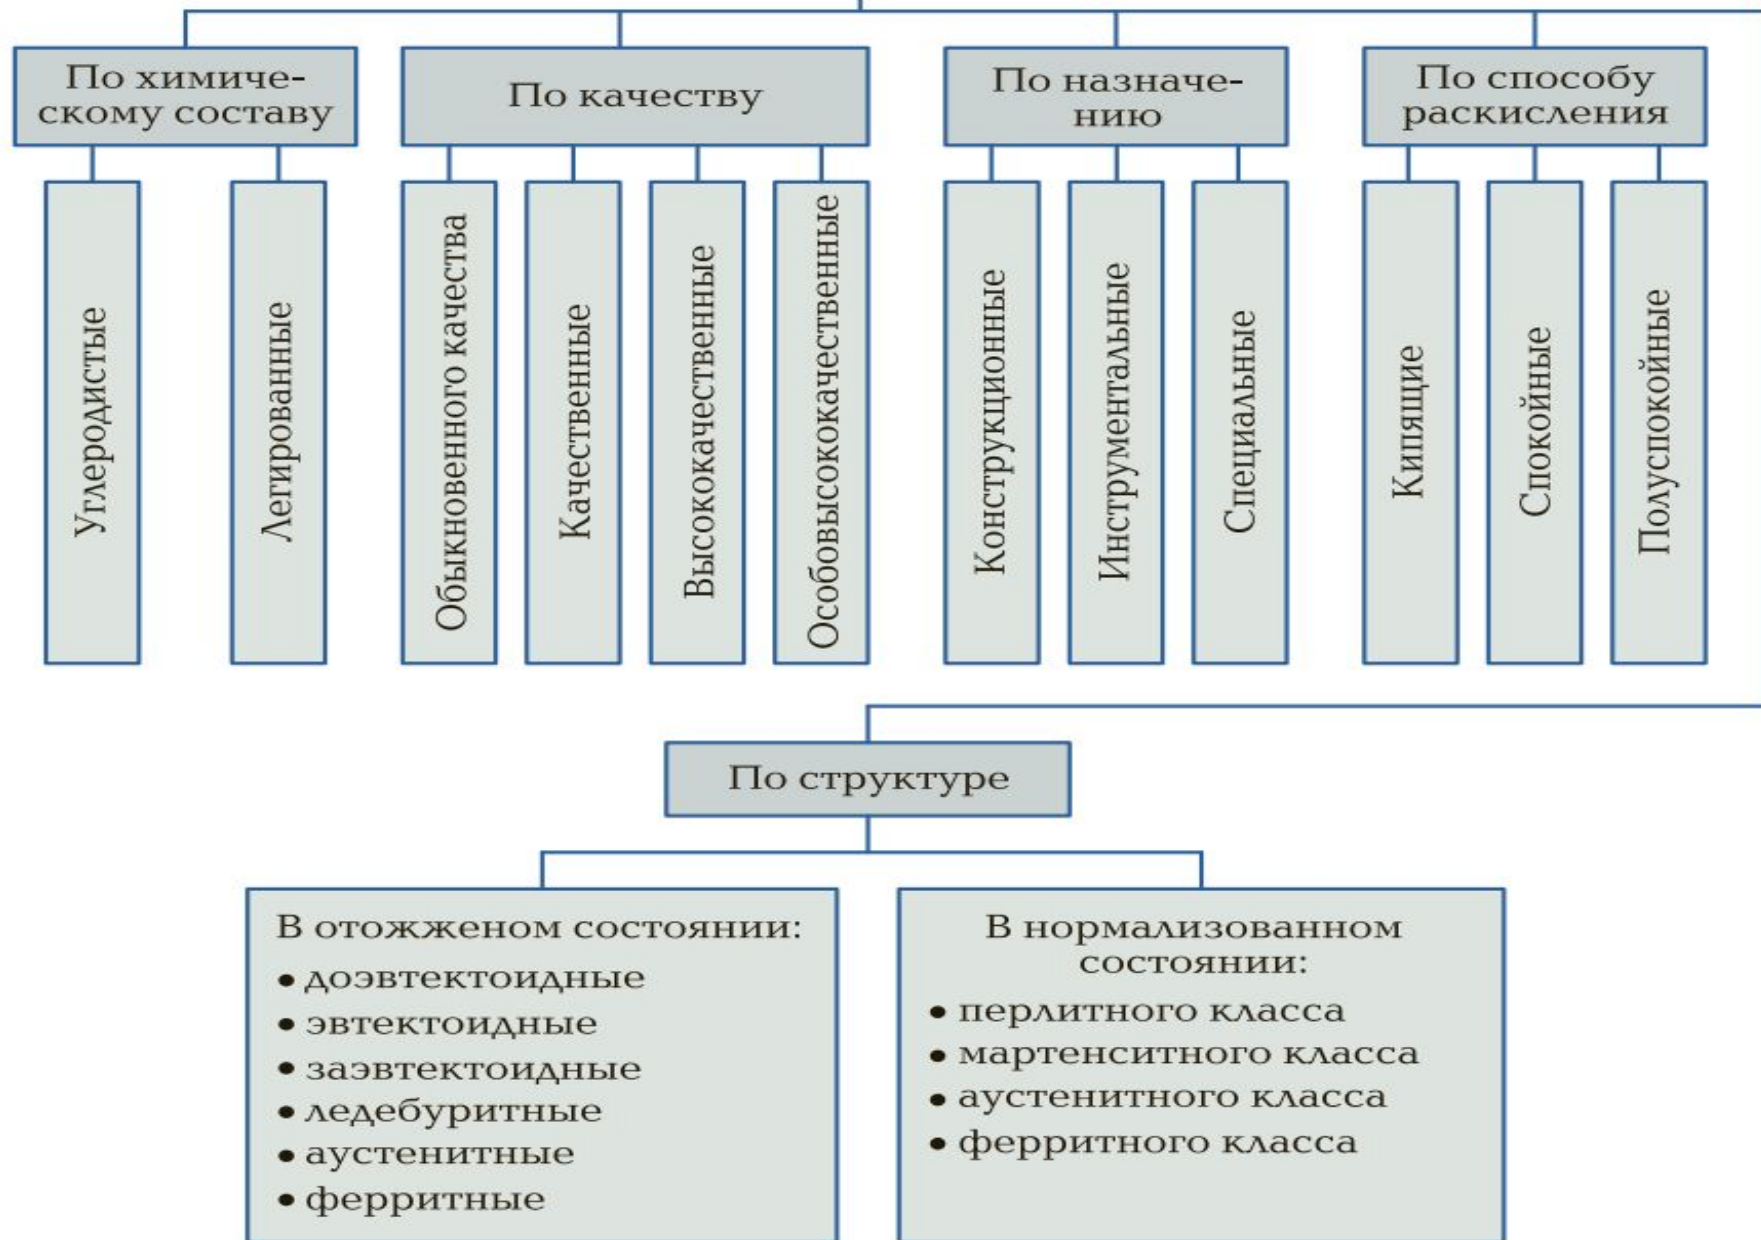 По химиче-
скому составу
По качеству
По назначе-
нию
По способу
раскисления
Углеродистые
Легированные
Обыкновенного качества
Качественные
Высококачественные
Особовысококачественные
Конструкционные
Инструментальные
Специальные
Кипящие
Спокойные
Полуспокойные
По структуре
В отожженом состоянии:
• доэвтектоидные
• эвтектоидные
• заэвтектоидные
• ледебуритные
• аустенитные
• ферритные
В нормализованном
состоянии:
• перлитного класса
• мартенситного класса
• аустенитного класса
• ферритного класса